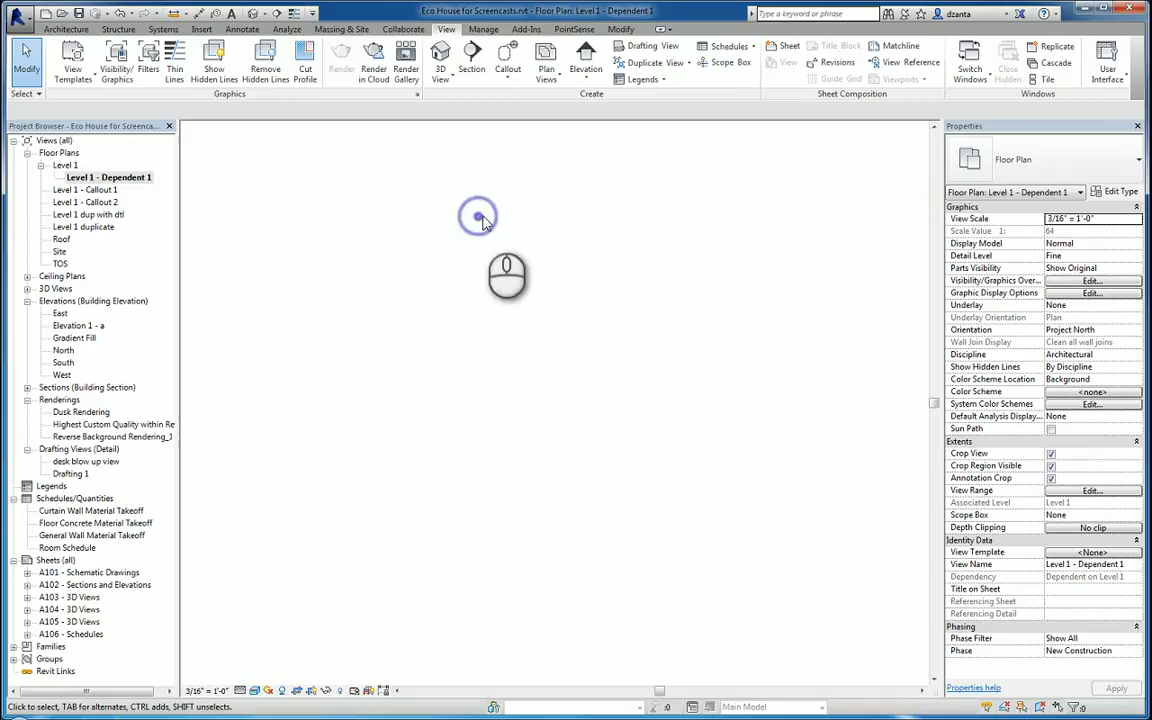 Eco House for Screencasts.rvt - Floor Plan: Level 1 - Dependent 1
Type a keyword or phrase
dzanta
Architecture Structure Systems Insert Annotate Analyze Massing & Site Collaborate View Manage Add-Ins PointSense Modify
Modify
View Templates
Visibility/ Graphics
Filters
Thin Lines
Show Hidden Lines
Remove Hidden Lines
Cut Profile
Render
Render in Cloud
Render Gallery
3D View
Section
Callout
Plan Views
Elevation
Drafting View
Duplicate View
Legends
Schedules
Scope Box
Sheet
View
Title Block
Revisions
Guide Grid
Matchline
View Reference
Viewports
Switch Windows
Close Hidden
Replicate
Cascade
Tile
User Interface
Select
Graphics
Create
Sheet Composition
Windows
Project Browser - Eco House for Screenca...
Views (all)
Floor Plans
Level 1
Level 1 - Dependent 1
Level 1 - Callout 1
Level 1 - Callout 2
Level 1 dup with dtl
Level 1 duplicate
Roof
Site
TOS
Ceiling Plans
3D Views
Elevations (Building Elevation)
East
Elevation 1 - a
Gradient Fill
North
South
West
Sections (Building Section)
Renderings
Dusk Rendering
Highest Custom Quality within Re
Reverse Background Rendering_1
Drafting Views (Detail)
desk blow up view
Drafting 1
Legends
Schedules/Quantities
Curtain Wall Material Takeoff
Floor Concrete Material Takeoff
General Wall Material Takeoff
Room Schedule
Sheets (all)
A101 - Schematic Drawings
A102 - Sections and Elevations
A103 - 3D Views
A104 - 3D Views
A105 - 3D Views
A106 - Schedules
Families
Groups
Revit Links
Properties
Floor Plan
Floor Plan: Level 1 - Dependent 1
Edit Type
Graphics
View Scale 3/16" = 1'-0"
Scale Value 1: 64
Display Model Normal
Detail Level Fine
Parts Visibility Show Original
Visibility/Graphics Over... Edit...
Graphic Display Options Edit...
Underlay None
Underlay Orientation Plan
Orientation Project North
Wall Join Display Clean all wall joins
Discipline Architectural
Show Hidden Lines By Discipline
Color Scheme Location Background
Color Scheme <none>
System Color Schemes Edit...
Default Analysis Display... None
Sun Path
Extents
Crop View
Crop Region Visible
Annotation Crop
View Range Edit...
Associated Level Level 1
Scope Box None
Depth Clipping No clip
Identity Data
View Template <None>
View Name Level 1 - Dependent 1
Dependency Dependent on Level 1
Title on Sheet
Referencing Sheet
Referencing Detail
Phasing
Phase Filter Show All
Phase New Construction
Properties help
Apply
3/16" = 1'-0"
Click to select, TAB for alternates, CTRL adds, SHIFT unselects.
:0
Main Model
:0